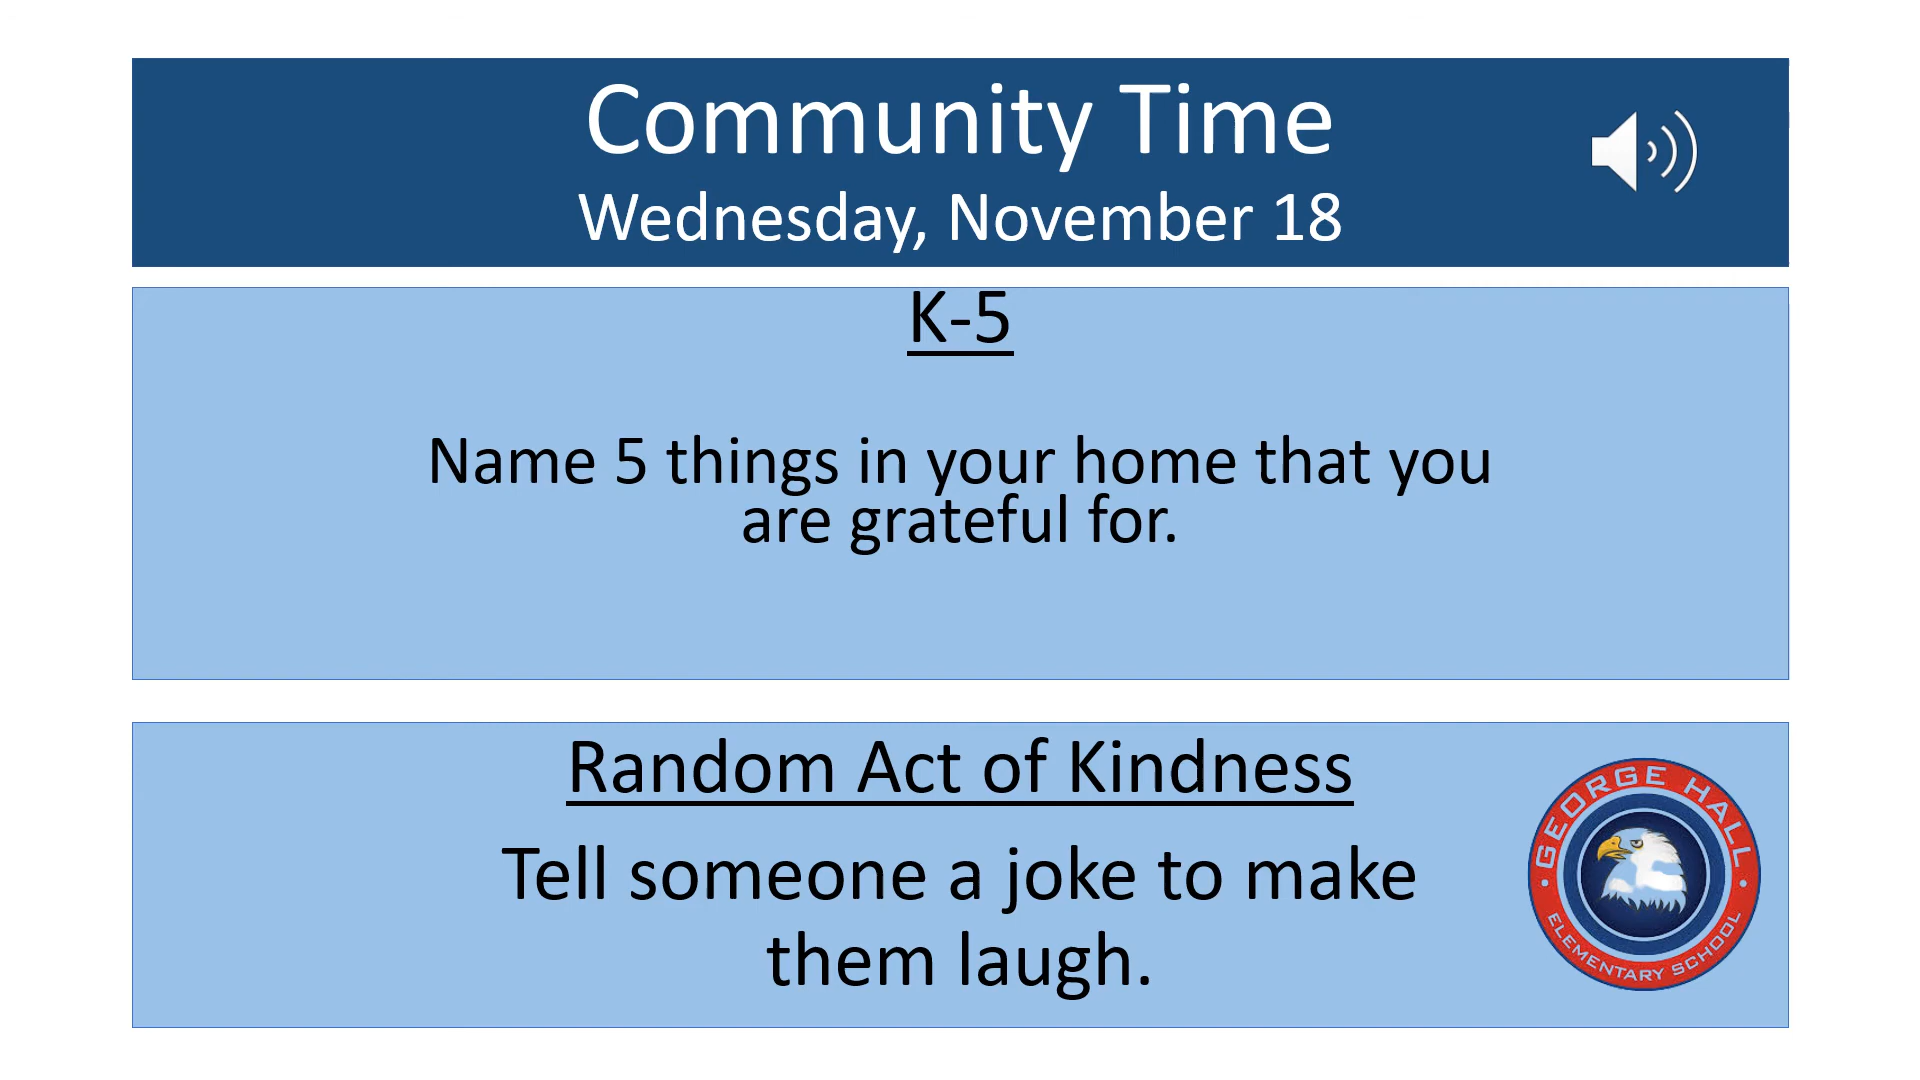 Community Time
Wednesday, November 18
K-5
Name 5 things in your home that you
are grateful for.
Random Act of Kindness
Tell someone a joke to make
them laugh.
GEORGE HALL
ELEMENTARY SCHOOL